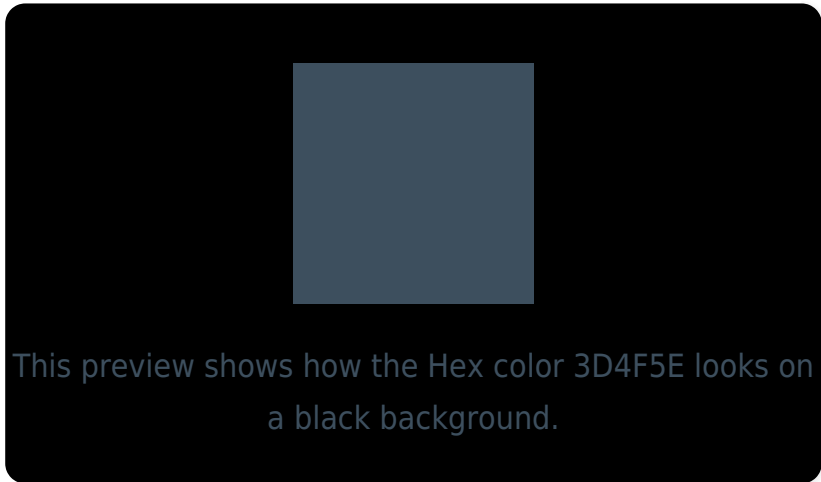 This preview shows how the Hex color 3D4F5E looks on
a black background.